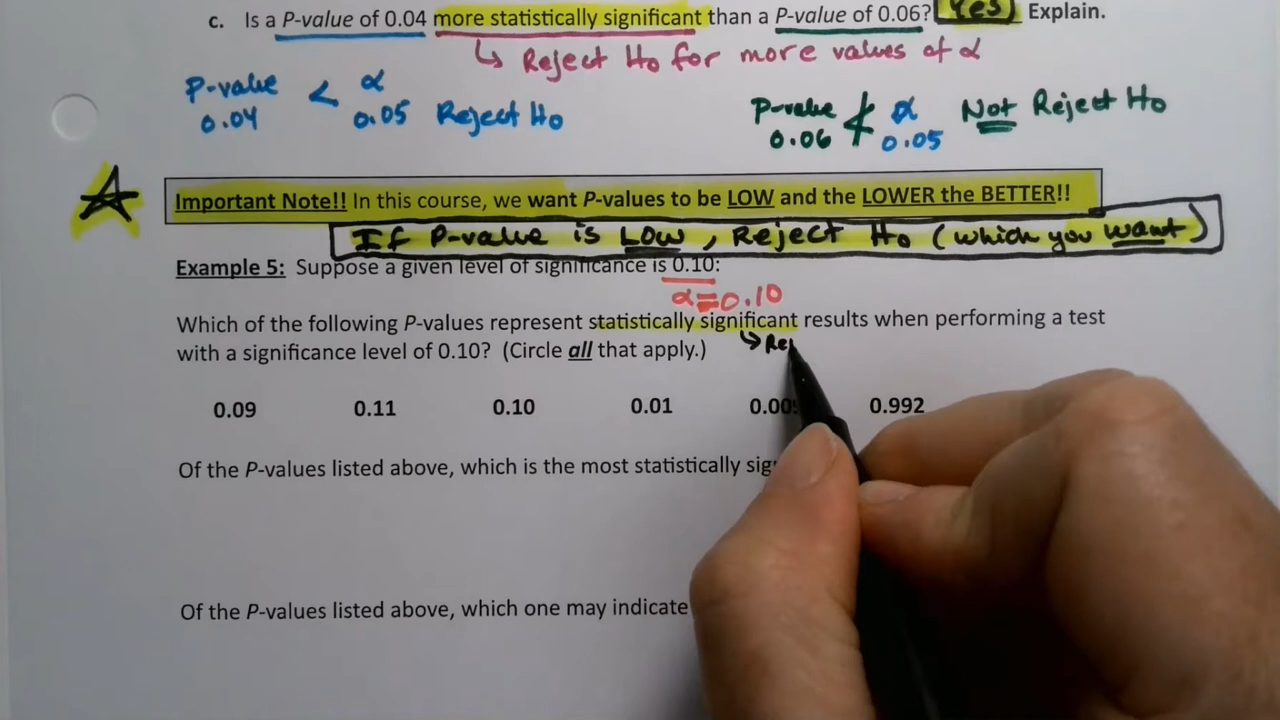 c. Is a P-value of 0.04 more statistically significant than a P-value of 0.06? Yes Explain.
↳ Reject Ho for more values of α
P-value < α
0.04 0.05 Reject Ho
P-value ≮ α Not Reject Ho
0.06 0.05
Important Note!! In this course, we want P-values to be LOW and the LOWER the BETTER!!
If P-value is Low, Reject Ho (which you want)
Example 5: Suppose a given level of significance is 0.10:
α = 0.10
Which of the following P-values represent statistically significant results when performing a test
↳ Rej
with a significance level of 0.10? (Circle all that apply.)
0.09 0.11 0.10 0.01 0.992
Of the P-values listed above, which is the most statistically
Of the P-values listed above, which one may indicate